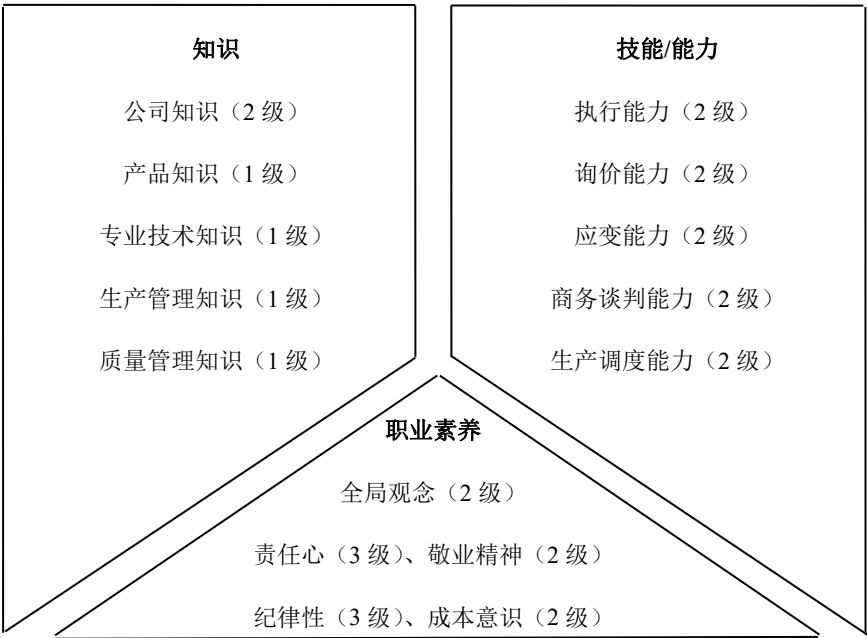 知识
公司知识（2 级）
产品知识（1 级）
专业技术知识（1 级）
生产管理知识（1 级）
质量管理知识（1 级）
技能/能力
执行能力（2 级）
询价能力（2 级）
应变能力（2 级）
商务谈判能力（2 级）
生产调度能力（2 级）
职业素养
全局观念（2 级）
责任心（3 级）、敬业精神（2 级）
纪律性（3 级）、成本意识（2 级）